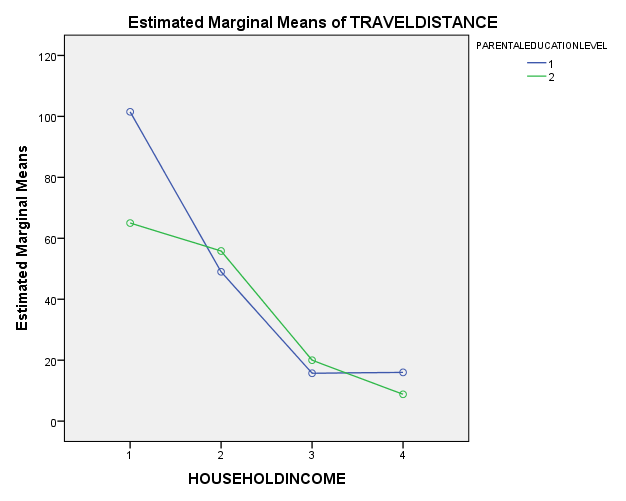 Estimated Marginal Means of TRAVELDISTANCE
PARENTALEDUCATIONLEVEL
1
2
Estimated Marginal Means
120
100
80
60
40
20
0
1 2 3 4
HOUSEHOLDINCOME